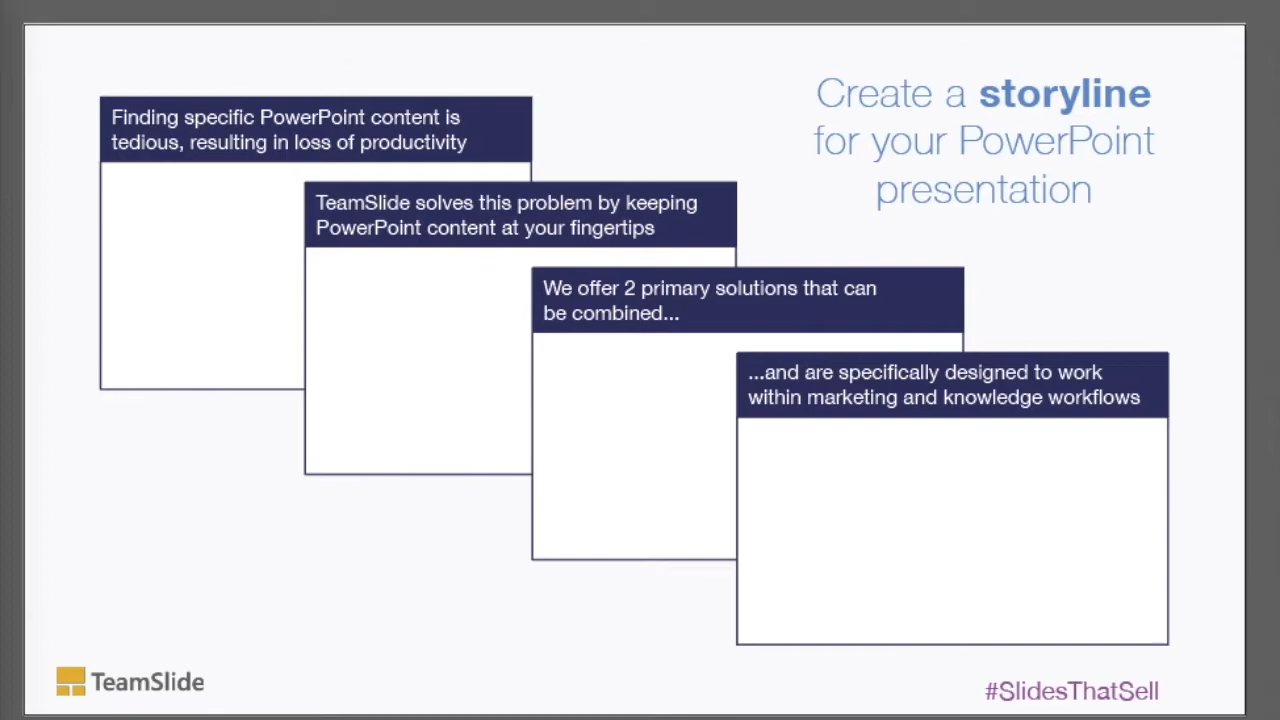 Create a storyline
for your PowerPoint
presentation
Finding specific PowerPoint content is
tedious, resulting in loss of productivity
TeamSlide solves this problem by keeping
PowerPoint content at your fingertips
We offer 2 primary solutions that can
be combined...
...and are specifically designed to work
within marketing and knowledge workflows
TeamSlide
#SlidesThatSell